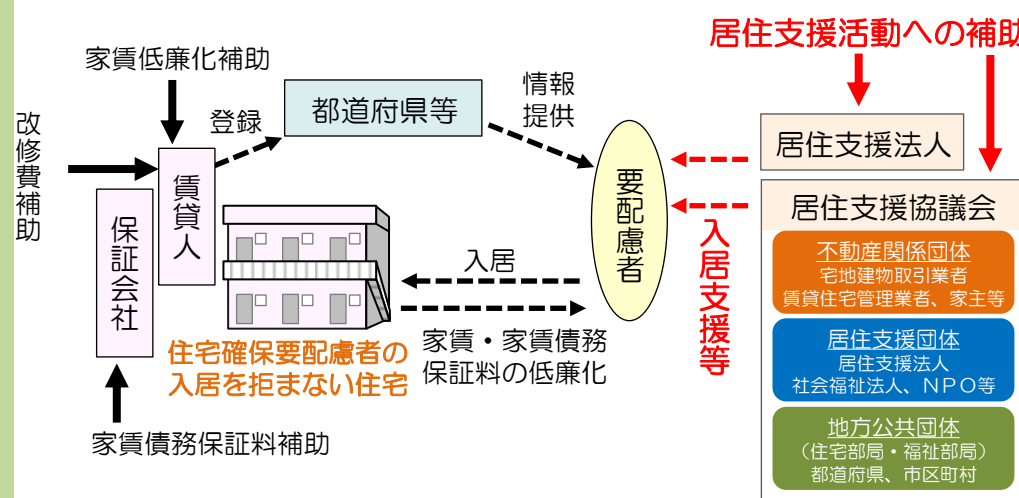 居住支援活動への補助
家賃低廉化補助
情報
提供
登録
都道府県等
改修費補助
賃貸人
保証会社
要配慮者
居住支援法人
居住支援協議会
不動産関係団体
宅地建物取引業者
賃貸住宅管理業者、家主等
居住支援団体
居住支援法人
社会福祉法人、NPO等
地方公共団体
(住宅部局・福祉部局)
都道府県、市区町村
入居支援等
入居
家賃・家賃債務
保証料の低廉化
住宅確保要配慮者の
入居を拒まない住宅
家賃債務保証料補助